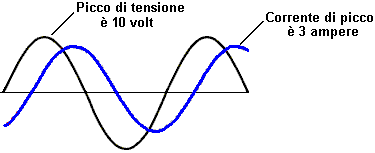 Picco di tensione
è 10 volt
Corrente di picco
è 3 ampere